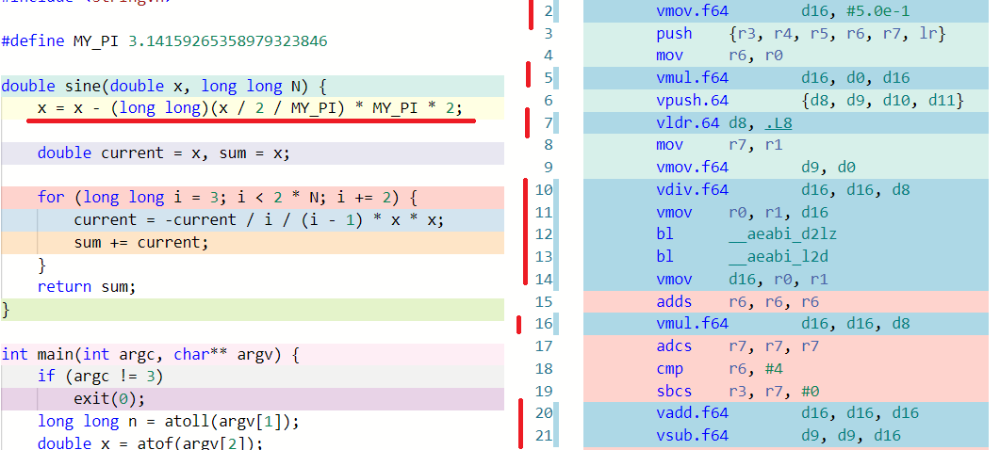 #include <string.h>
#define MY_PI 3.14159265358979323846
double sine(double x, long long N) {
x = x - (long long)(x / 2 / MY_PI) * MY_PI * 2;
double current = x, sum = x;
for (long long i = 3; i < 2 * N; i += 2) {
current = -current / i / (i - 1) * x * x;
sum += current;
}
return sum;
}
int main(int argc, char** argv) {
if (argc != 3)
exit(0);
long long n = atoll(argv[1]);
double x = atof(argv[2]);
2 vmov.f64 d16, #5.0e-1
3 push {r3, r4, r5, r6, r7, lr}
4 mov r6, r0
5 vmul.f64 d16, d0, d16
6 vpush.64 {d8, d9, d10, d11}
7 vldr.64 d8, .L8
8 mov r7, r1
9 vmov.f64 d9, d0
10 vdiv.f64 d16, d16, d8
11 vmov r0, r1, d16
12 bl __aeabi_d2lz
13 bl __aeabi_l2d
14 vmov d16, r0, r1
15 adds r6, r6, r6
16 vmul.f64 d16, d16, d8
17 adcs r7, r7, r7
18 cmp r6, #4
19 sbcs r3, r7, #0
20 vadd.f64 d16, d16, d16
21 vsub.f64 d9, d9, d16